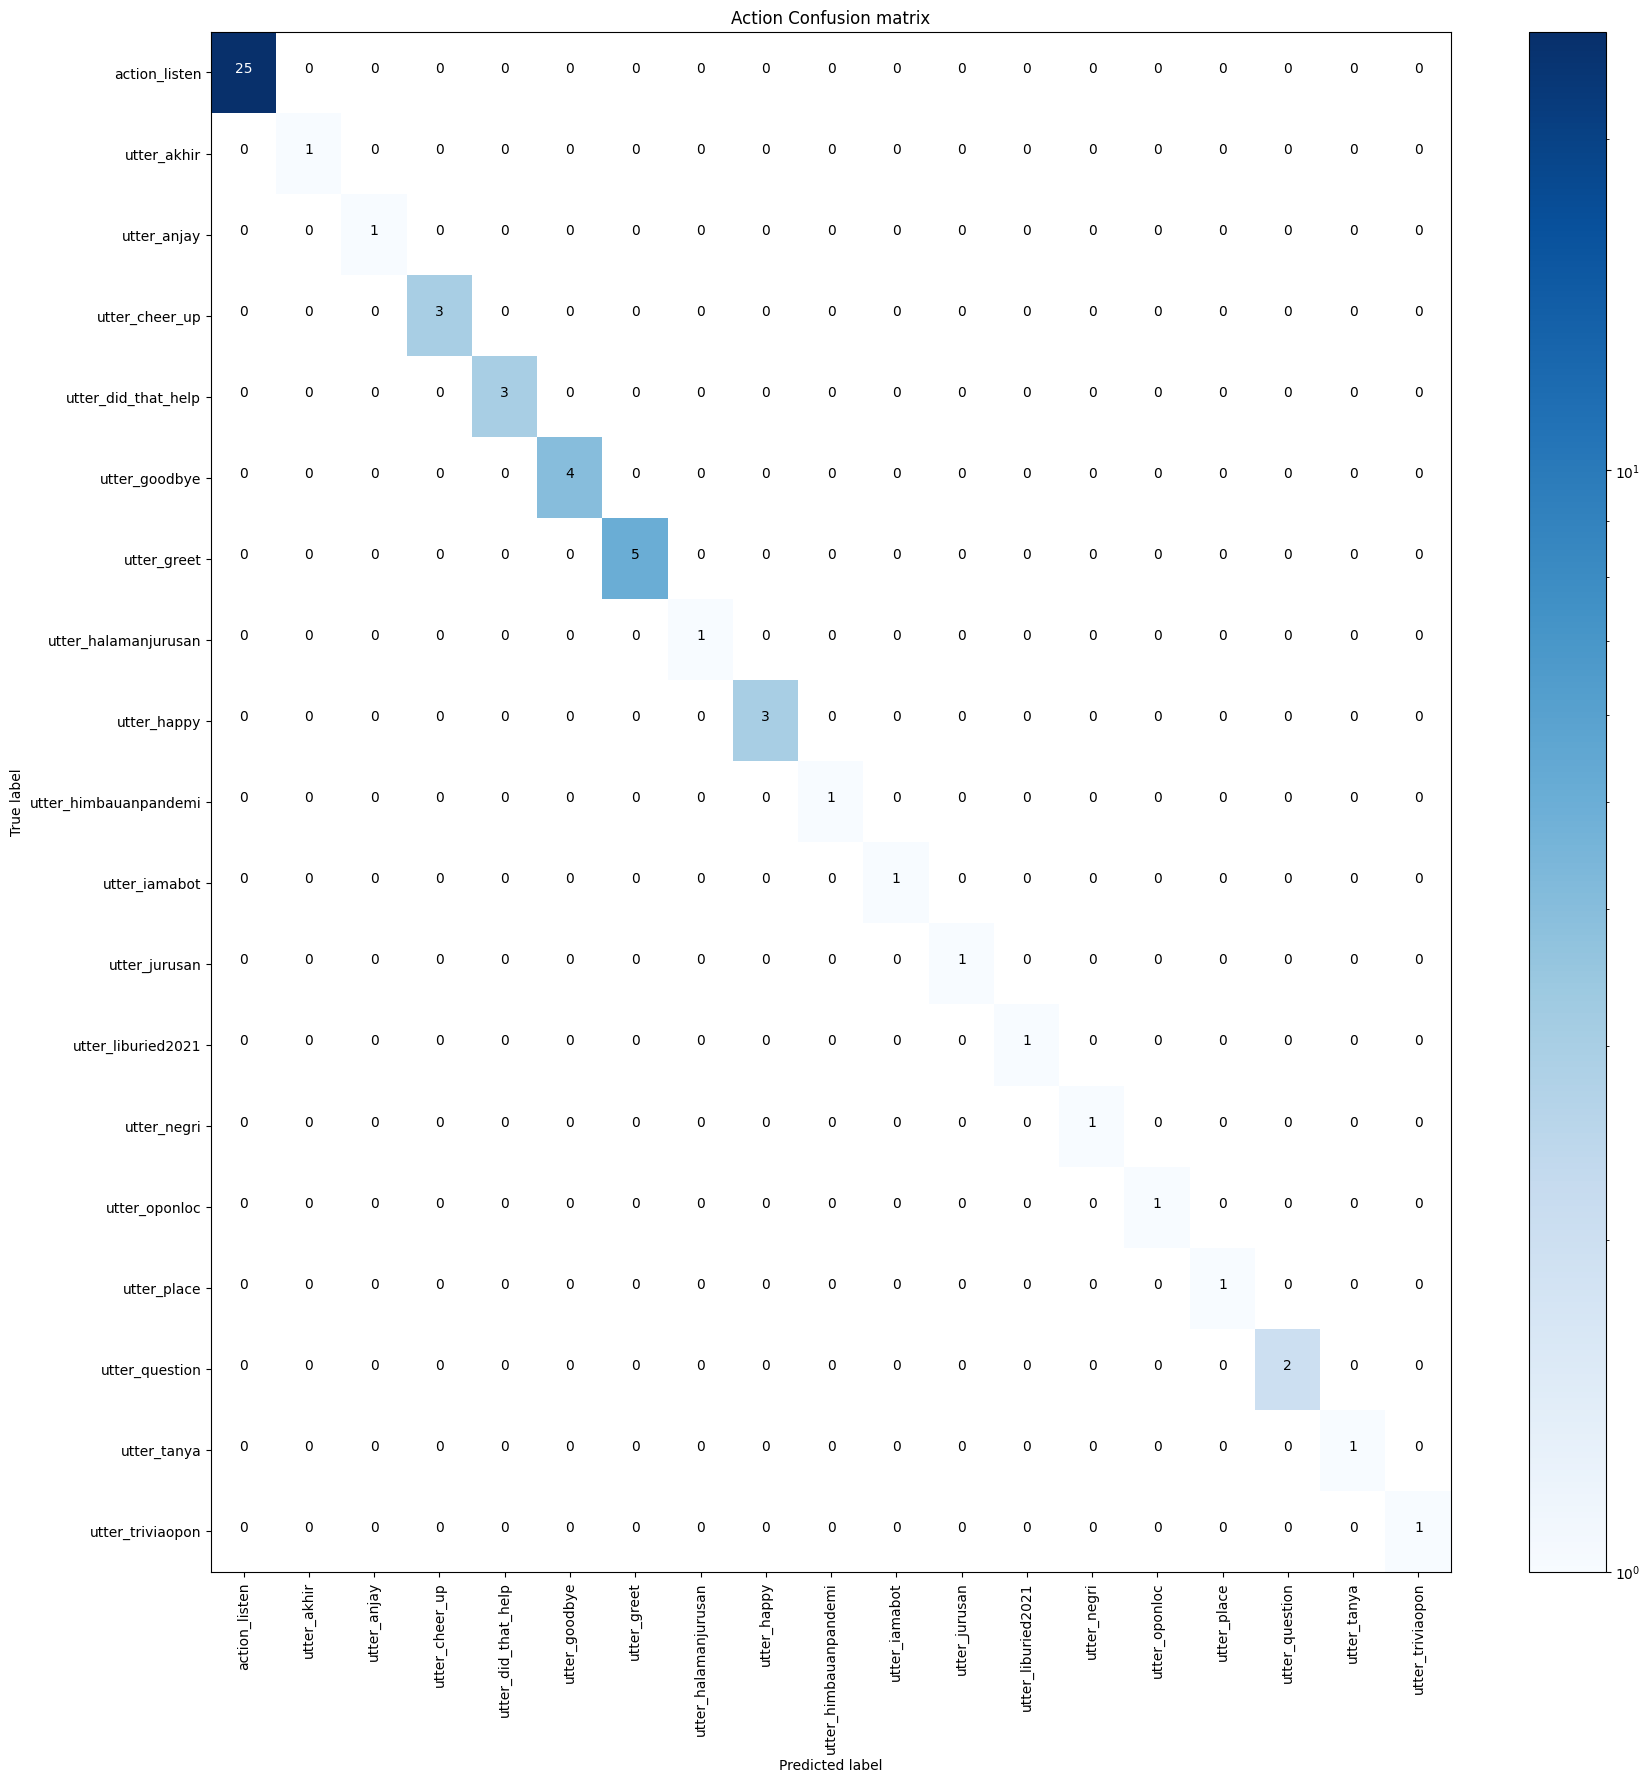 Action Confusion matrix
action_listen 25 0 0 0 0 0 0 0 0 0 0 0 0 0 0 0 0 0 0
utter_akhir 0 1 0 0 0 0 0 0 0 0 0 0 0 0 0 0 0 0 0
utter_anjay 0 0 1 0 0 0 0 0 0 0 0 0 0 0 0 0 0 0 0
utter_cheer_up 0 0 0 3 0 0 0 0 0 0 0 0 0 0 0 0 0 0 0
utter_did_that_help 0 0 0 0 3 0 0 0 0 0 0 0 0 0 0 0 0 0 0
utter_goodbye 0 0 0 0 0 4 0 0 0 0 0 0 0 0 0 0 0 0 0
utter_greet 0 0 0 0 0 0 5 0 0 0 0 0 0 0 0 0 0 0 0
utter_halamanjurusan 0 0 0 0 0 0 0 1 0 0 0 0 0 0 0 0 0 0 0
utter_happy 0 0 0 0 0 0 0 0 3 0 0 0 0 0 0 0 0 0 0
utter_himbauanpandemi 0 0 0 0 0 0 0 0 0 1 0 0 0 0 0 0 0 0 0
utter_iamabot 0 0 0 0 0 0 0 0 0 0 1 0 0 0 0 0 0 0 0
utter_jurusan 0 0 0 0 0 0 0 0 0 0 0 1 0 0 0 0 0 0 0
utter_liburied2021 0 0 0 0 0 0 0 0 0 0 0 0 1 0 0 0 0 0 0
utter_negri 0 0 0 0 0 0 0 0 0 0 0 0 0 1 0 0 0 0 0
utter_oponloc 0 0 0 0 0 0 0 0 0 0 0 0 0 0 1 0 0 0 0
utter_place 0 0 0 0 0 0 0 0 0 0 0 0 0 0 0 1 0 0 0
utter_question 0 0 0 0 0 0 0 0 0 0 0 0 0 0 0 0 2 0 0
utter_tanya 0 0 0 0 0 0 0 0 0 0 0 0 0 0 0 0 0 1 0
utter_triviaopon 0 0 0 0 0 0 0 0 0 0 0 0 0 0 0 0 0 0 1
True label
action_listen
utter_akhir
utter_anjay
utter_cheer_up
utter_did_that_help
utter_goodbye
utter_greet
utter_halamanjurusan
utter_happy
utter_himbauanpandemi
utter_iamabot
utter_jurusan
utter_liburied2021
utter_negri
utter_oponloc
utter_place
utter_question
utter_tanya
utter_triviaopon
Predicted label
10¹
10⁰